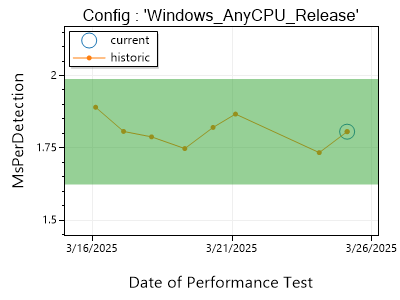 Config : 'Windows_AnyCPU_Release'
current
historic
MsPerDetection
2
1.75
1.5
3/16/2025 3/21/2025 3/26/2025
Date of Performance Test